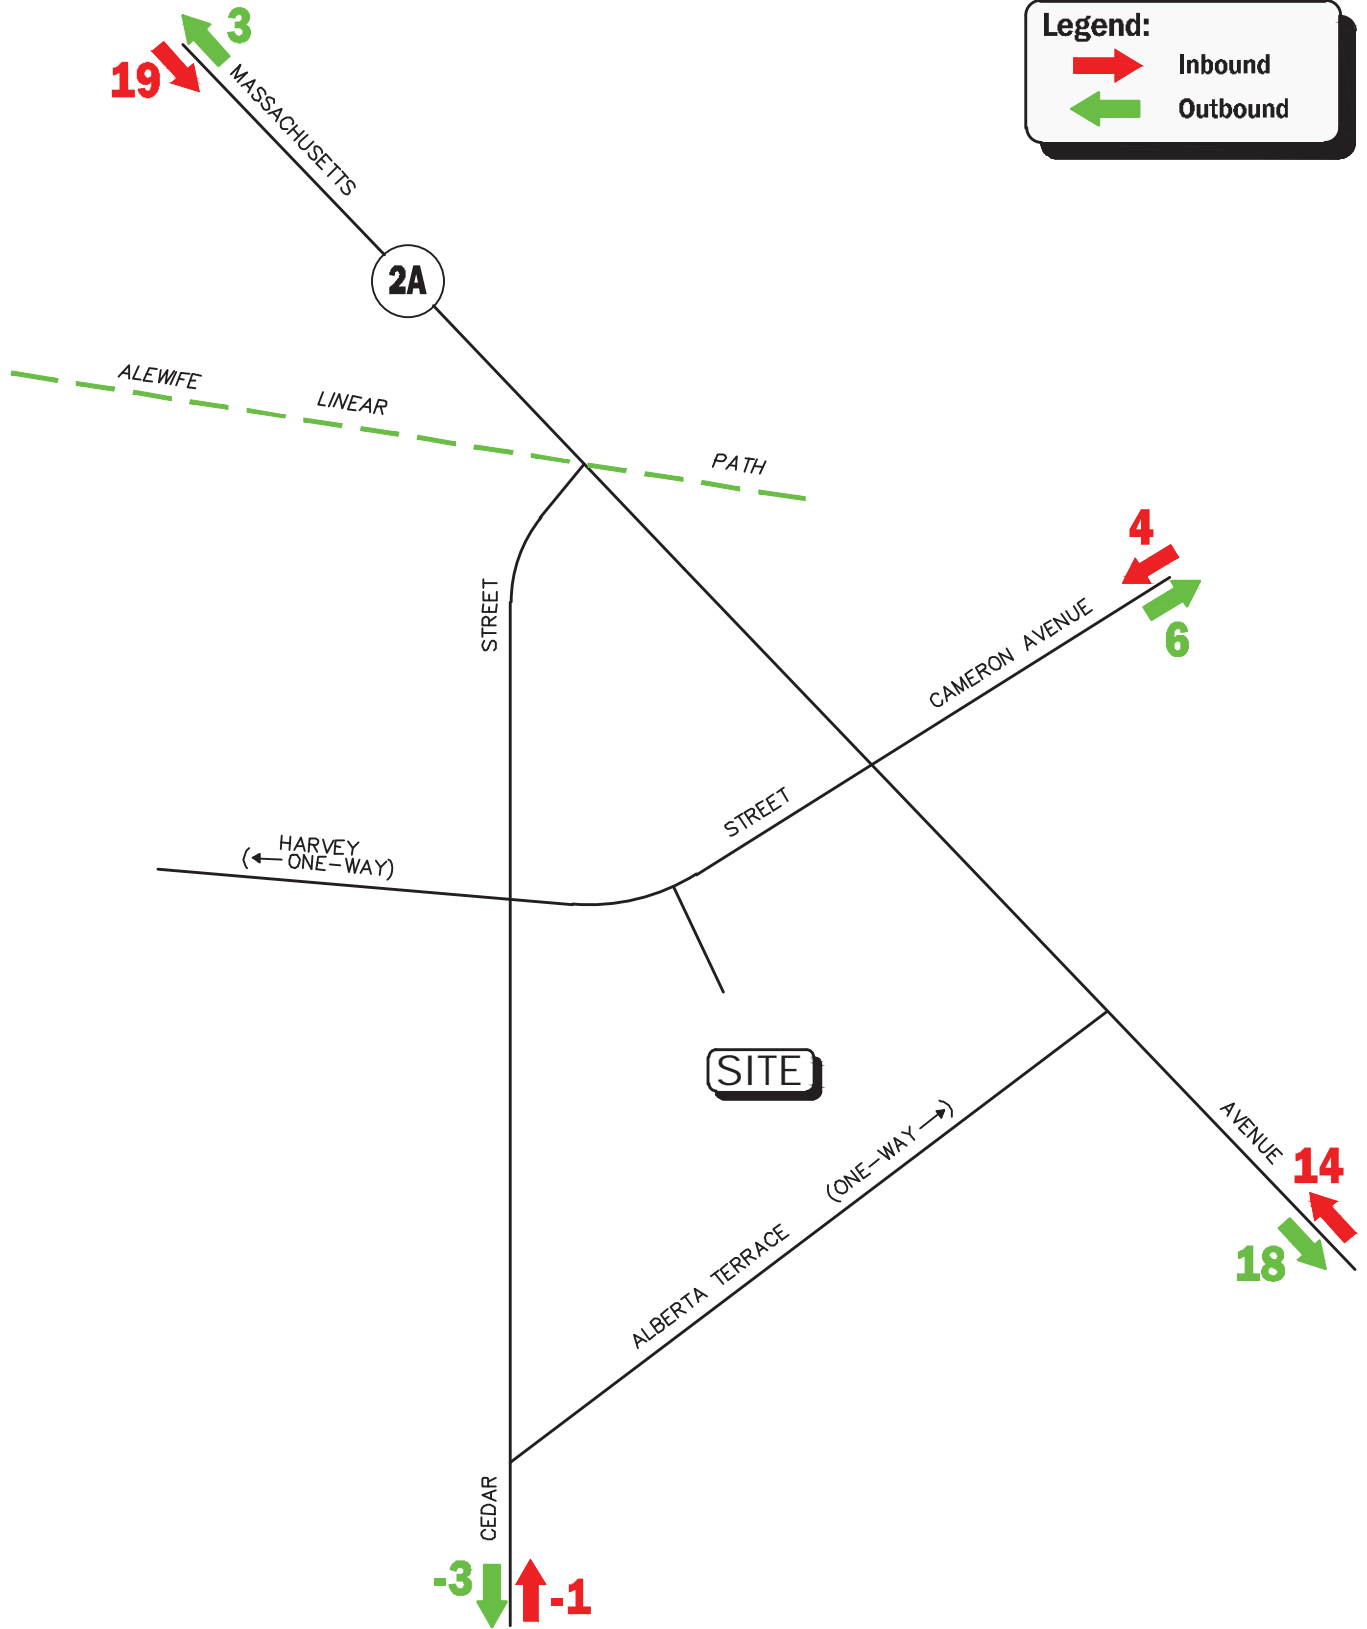 3
19
MASSACHUSETTS
Legend:
Inbound
Outbound
2A
ALEWIFE LINEAR PATH
4
6
STREET
CAMERON AVENUE
STREET
HARVEY
(← ONE-WAY)
SITE
(ONE-WAY →)
ALBERTA TERRACE
AVENUE
14
18
CEDAR
-3
-1